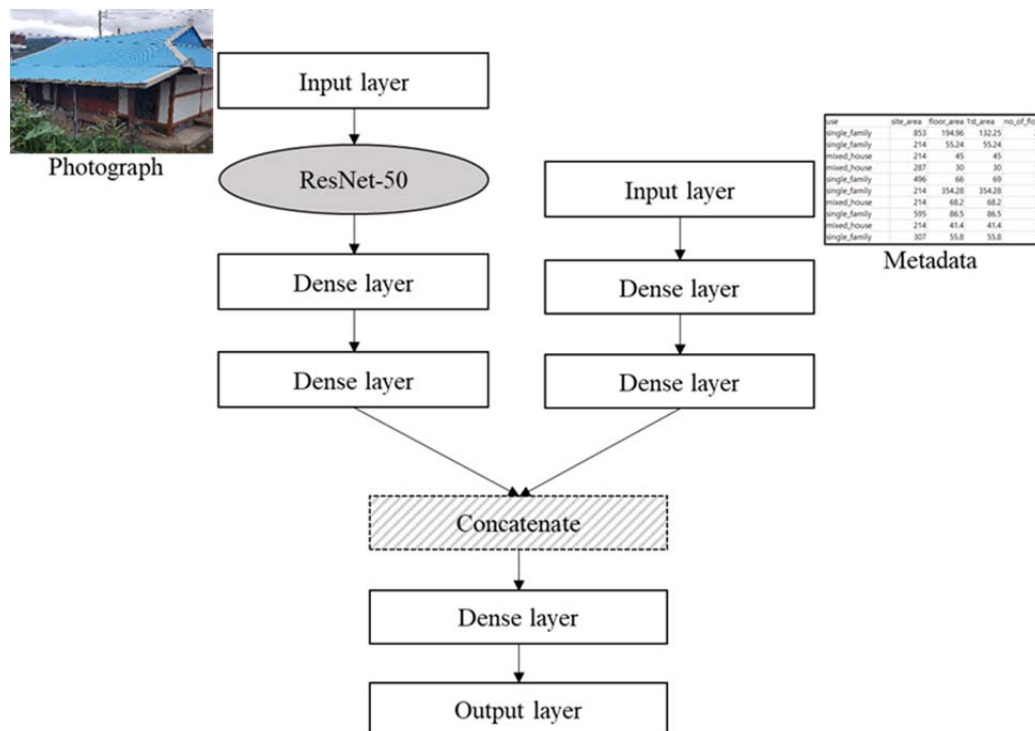 Input layer
Photograph
ResNet-50
Dense layer
Dense layer
Input layer
Dense layer
Dense layer
use site_area floor_area 1st_area no_of_flo
single_family 853 194.96 132.25
single_family 214 55.24 55.24
mixed_house 214 45 45
mixed_house 287 30 30
single_family 496 66 69
single_family 214 354.28 354.28
mixed_house 214 68.2 68.2
single_family 595 86.5 86.5
mixed_house 214 41.4 41.4
single_family 307 55.8 55.8
Metadata
Concatenate
Dense layer
Output layer